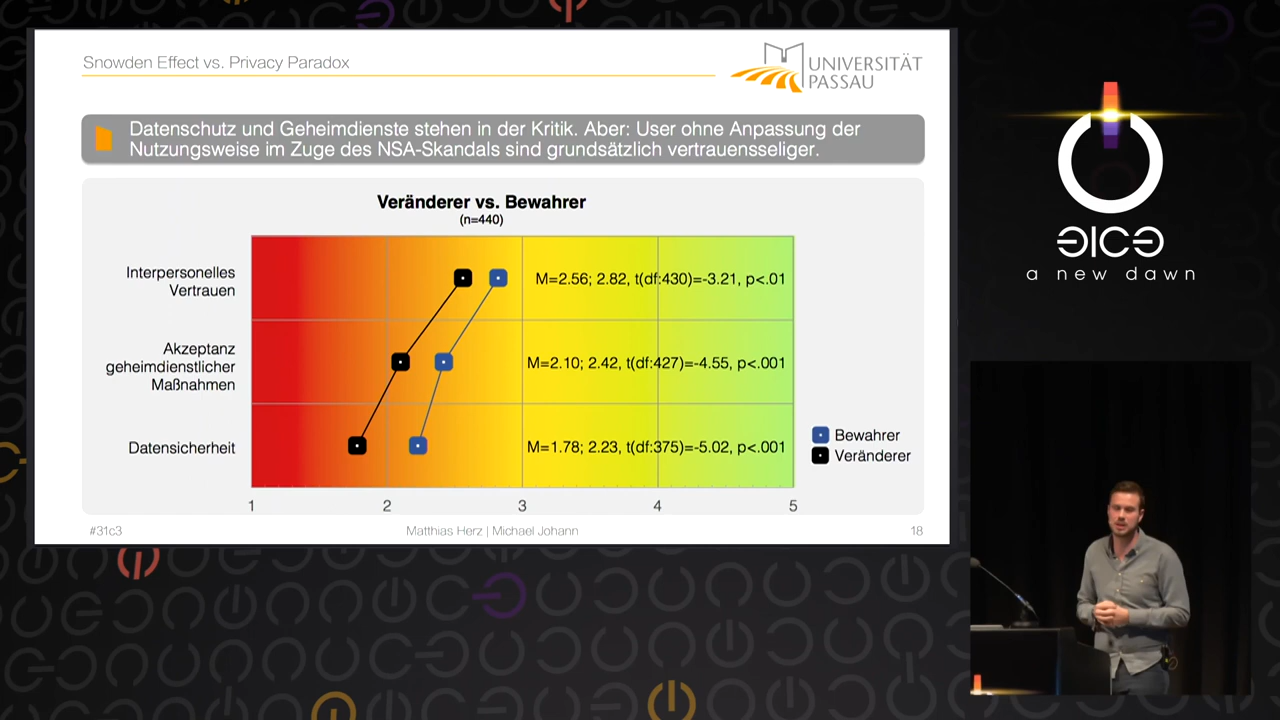 Snowden Effect vs. Privacy Paradox
UNIVERSITÄT
PASSAU
Datenschutz und Geheimdienste stehen in der Kritik. Aber: User ohne Anpassung der
Nutzungsweise im Zuge des NSA-Skandals sind grundsätzlich vertrauensseliger.
Veränderer vs. Bewahrer
(n=440)
Interpersonelles
Vertrauen
M=2.56; 2.82, t(df:430)=-3.21, p<.01
Akzeptanz
geheimdienstlicher
Maßnahmen
M=2.10; 2.42, t(df:427)=-4.55, p<.001
Datensicherheit
M=1.78; 2.23, t(df:375)=-5.02, p<.001
Bewahrer
Veränderer
1 2 3 4 5
#31c3
Matthias Herz | Michael Johann
18
a new dawn